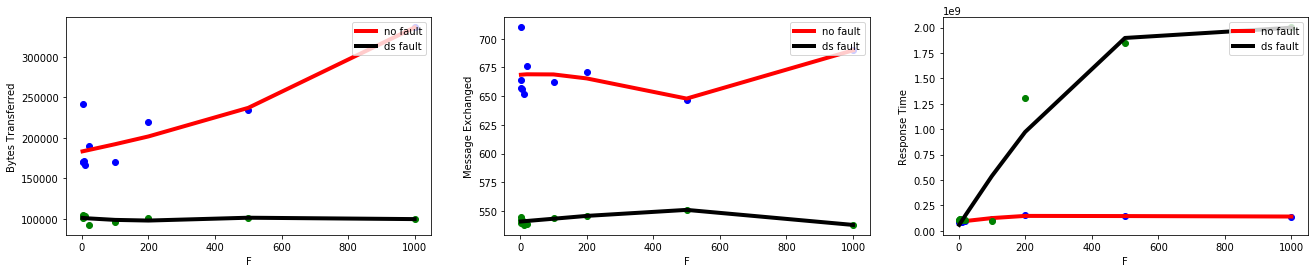 Bytes Transferred
300000
250000
200000
150000
100000
0 200 400 600 800 1000
F
no fault
ds fault
Message Exchanged
700
675
650
625
600
575
550
0 200 400 600 800 1000
F
no fault
ds fault
1e9
Response Time
2.00
1.75
1.50
1.25
1.00
0.75
0.50
0.25
0.00
0 200 400 600 800 1000
F
no fault
ds fault